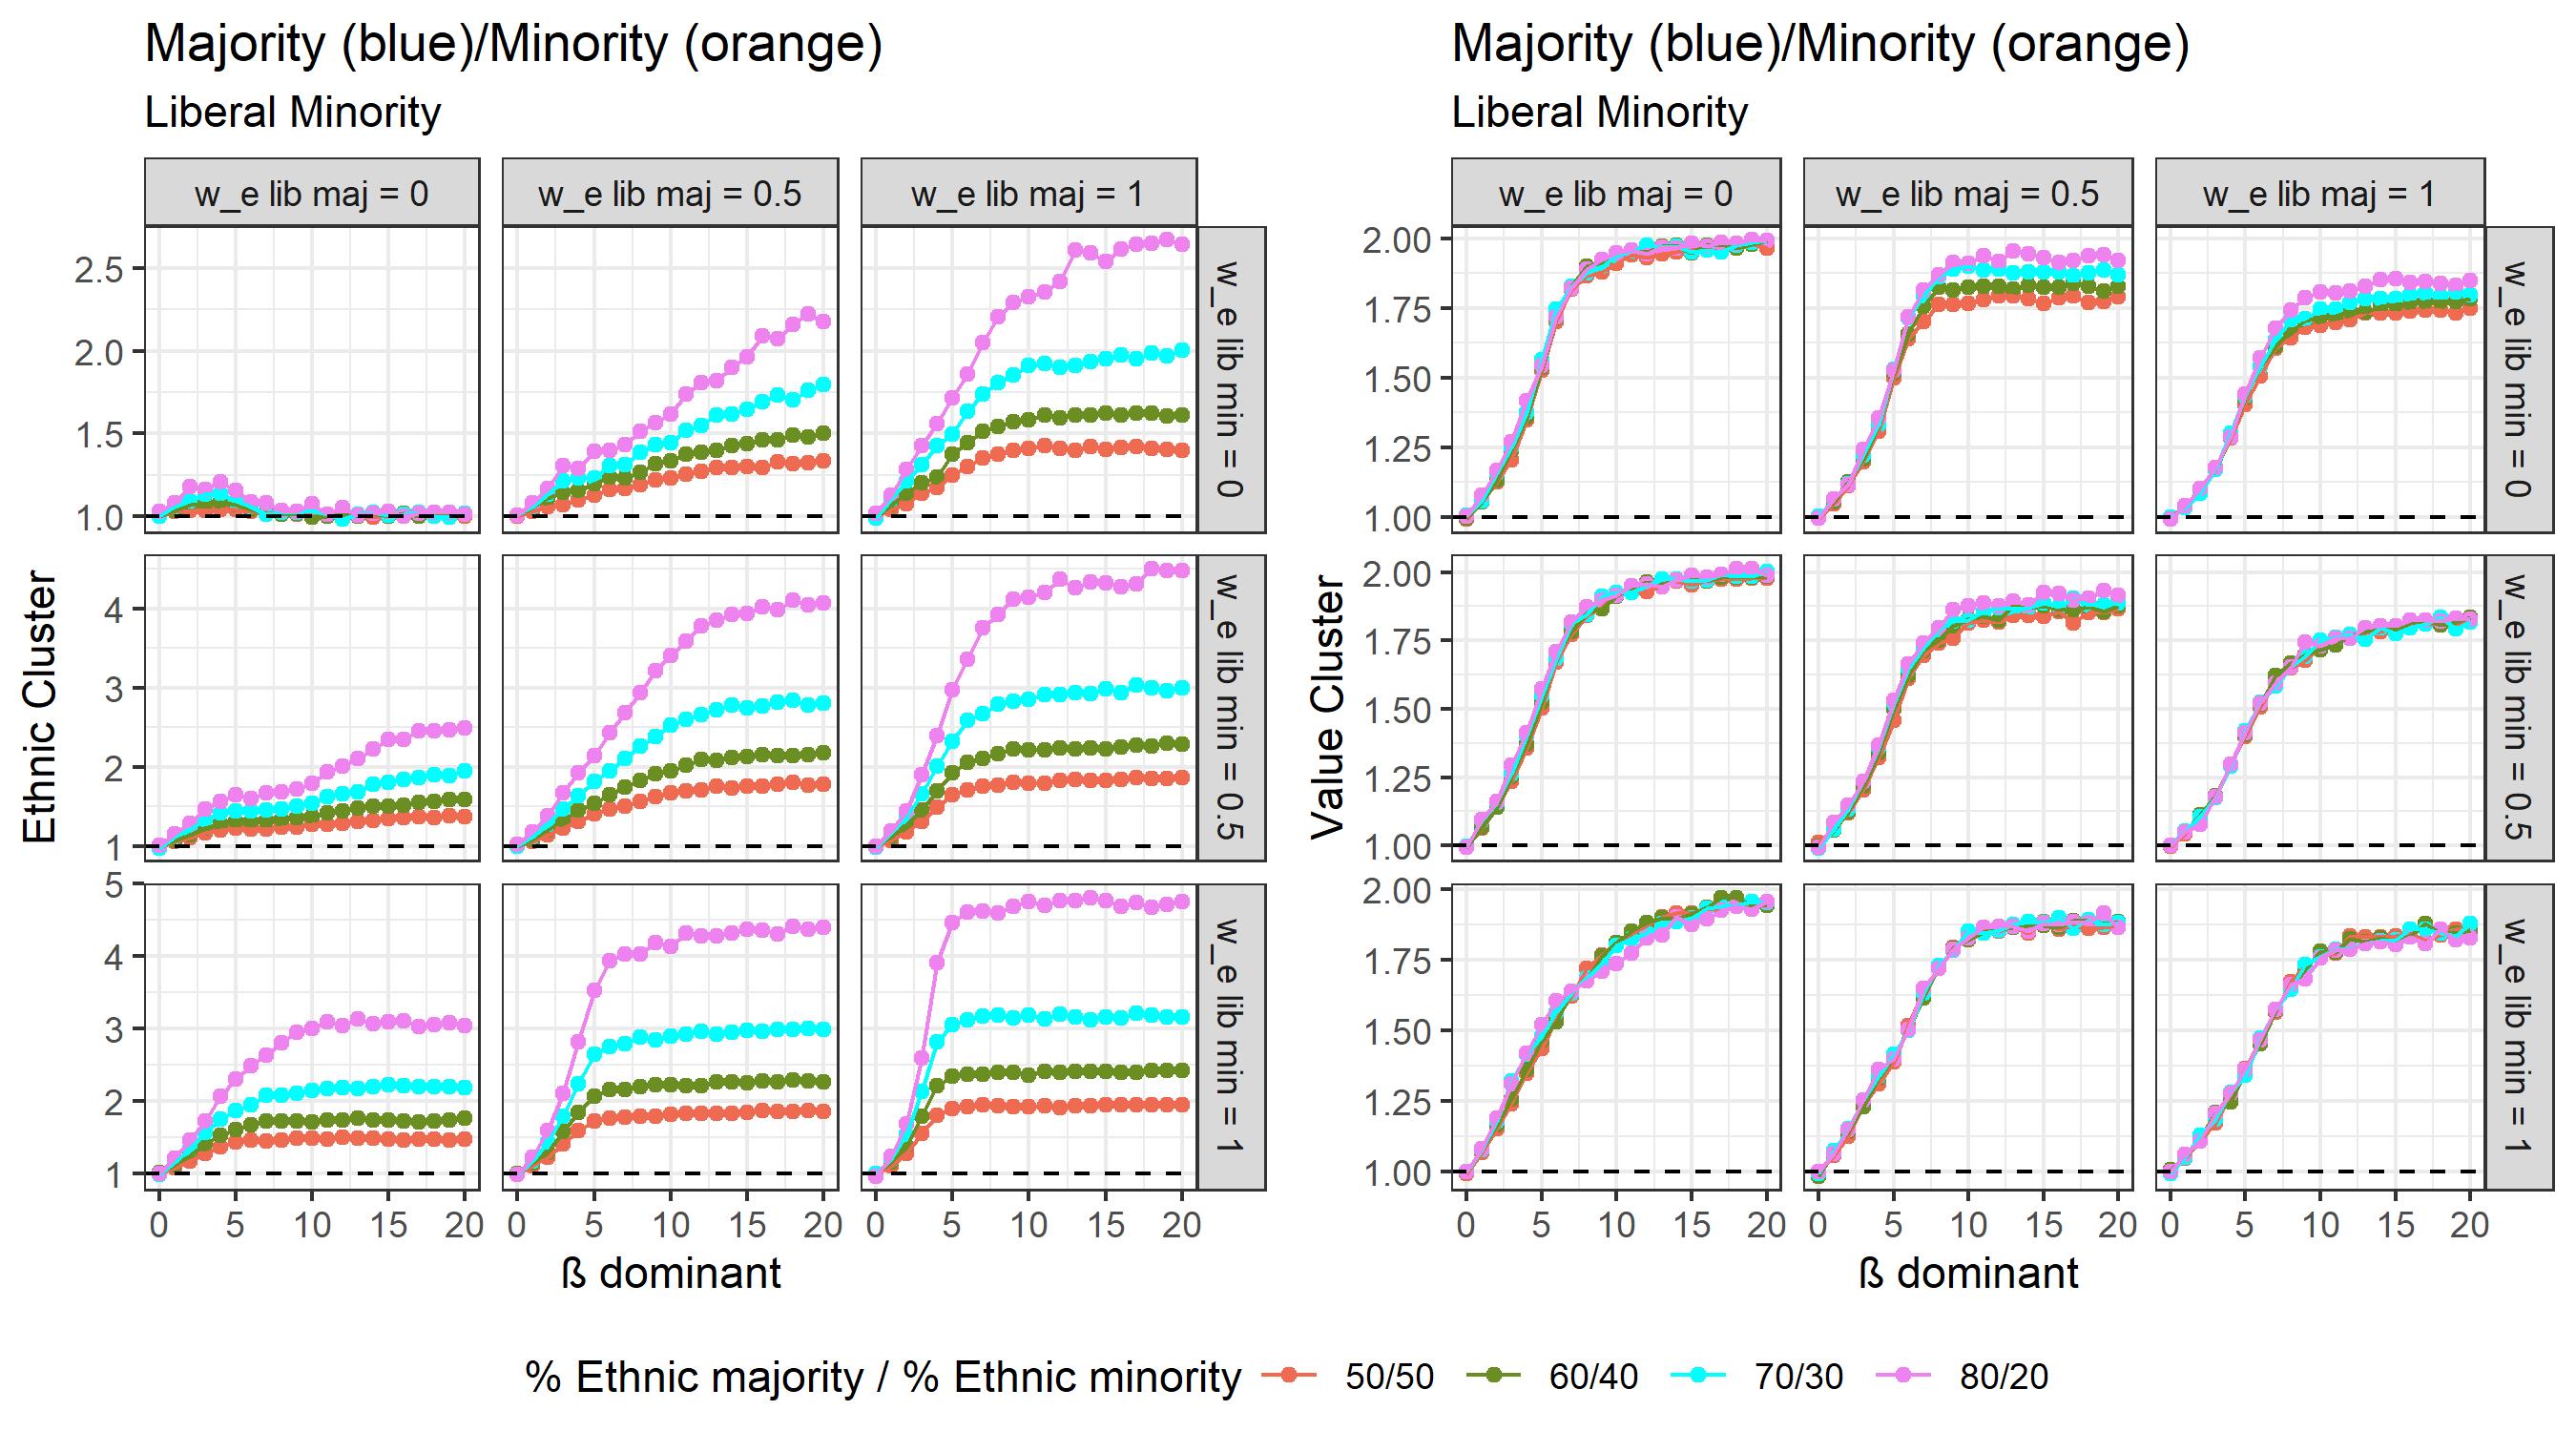 Majority (blue)/Minority (orange)
Liberal Minority
w_e lib maj = 0
w_e lib maj = 0.5
w_e lib maj = 1
2.5
2.0
1.5
1.0
w_e lib min = 0
4
3
2
1
w_e lib min = 0.5
5
4
3
2
1
w_e lib min = 1
Ethnic Cluster
0 5 10 15 20
0 5 10 15 20
0 5 10 15 20
ß dominant
Majority (blue)/Minority (orange)
Liberal Minority
w_e lib maj = 0
w_e lib maj = 0.5
w_e lib maj = 1
2.00
1.75
1.50
1.25
1.00
w_e lib min = 0
2.00
1.75
1.50
1.25
1.00
w_e lib min = 0.5
2.00
1.75
1.50
1.25
1.00
w_e lib min = 1
Value Cluster
0 5 10 15 20
0 5 10 15 20
0 5 10 15 20
ß dominant
% Ethnic majority / % Ethnic minority 50/50 60/40 70/30 80/20